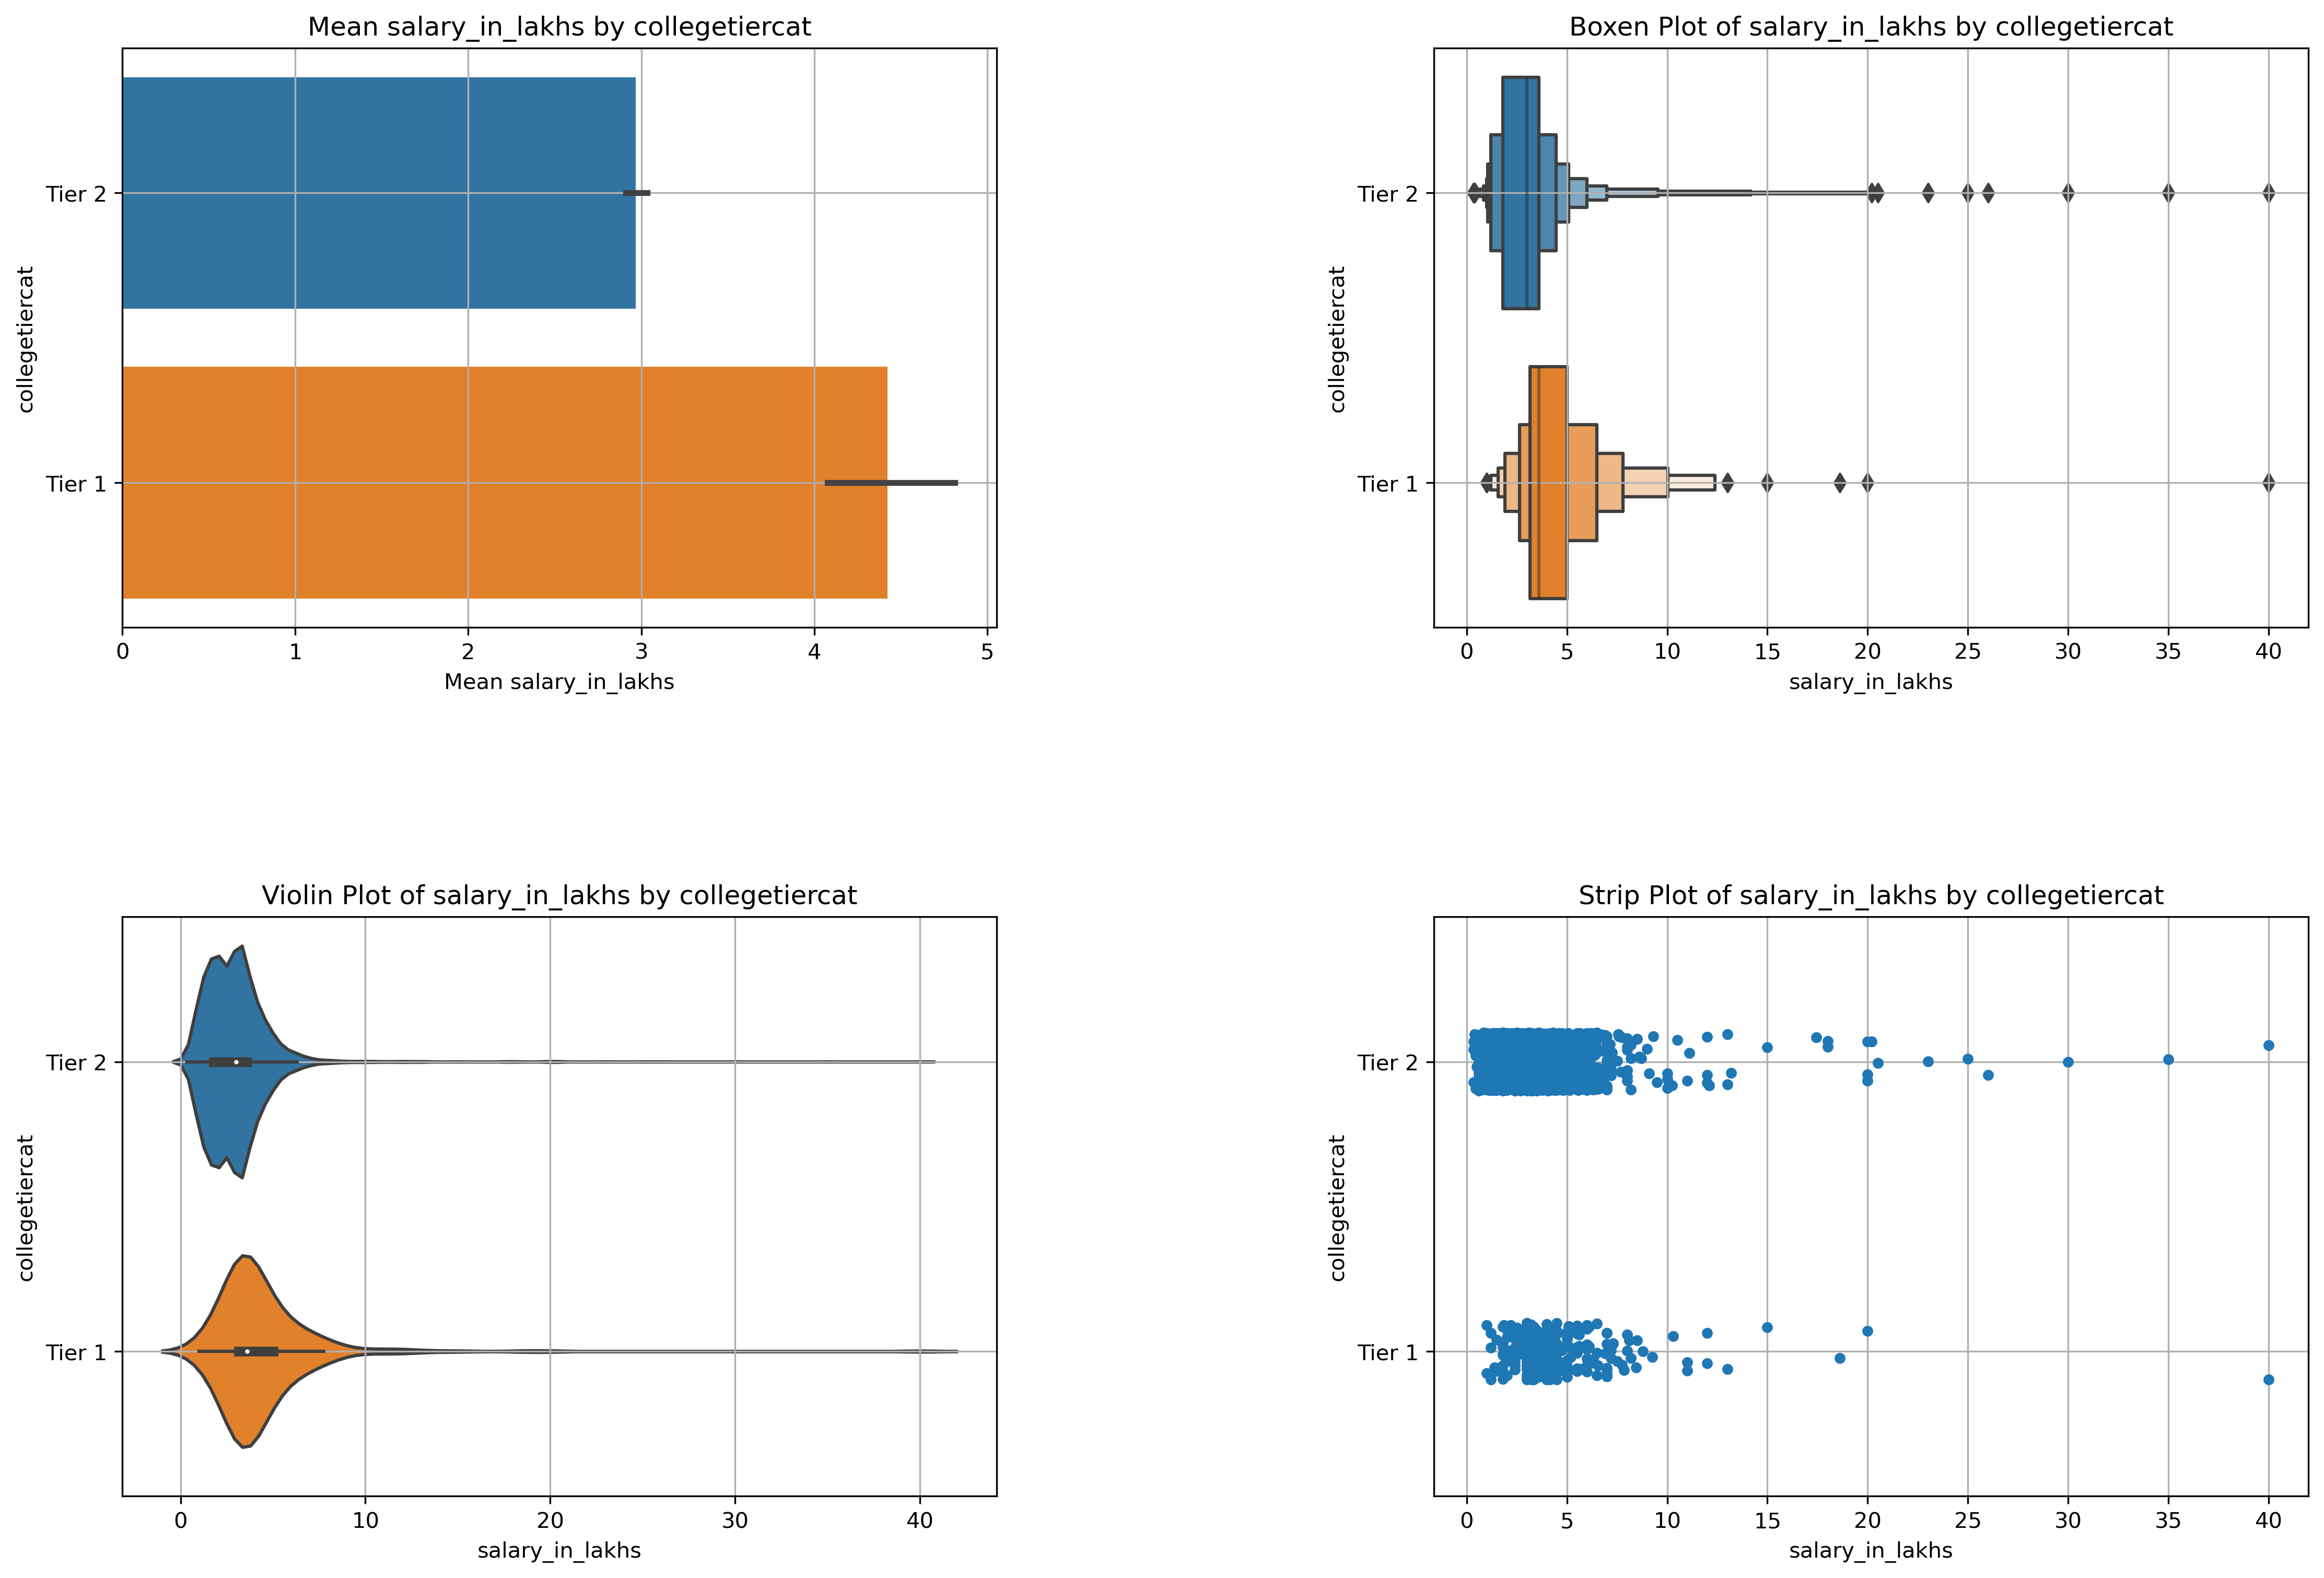 Mean salary_in_lakhs by collegetiercat
collegetiercat
Tier 2
Tier 1
0 1 2 3 4 5
Mean salary_in_lakhs
Boxen Plot of salary_in_lakhs by collegetiercat
collegetiercat
Tier 2
Tier 1
0 5 10 15 20 25 30 35 40
salary_in_lakhs
Violin Plot of salary_in_lakhs by collegetiercat
collegetiercat
Tier 2
Tier 1
0 10 20 30 40
salary_in_lakhs
Strip Plot of salary_in_lakhs by collegetiercat
collegetiercat
Tier 2
Tier 1
0 5 10 15 20 25 30 35 40
salary_in_lakhs